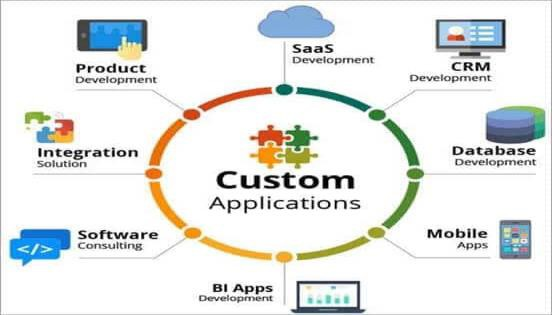 SaaS
Development
CRM
Development
Database
Development
Mobile
Apps
BI Apps
Development
Software
Consulting
</>
Integration
Solution
Product
Development
Custom
Applications